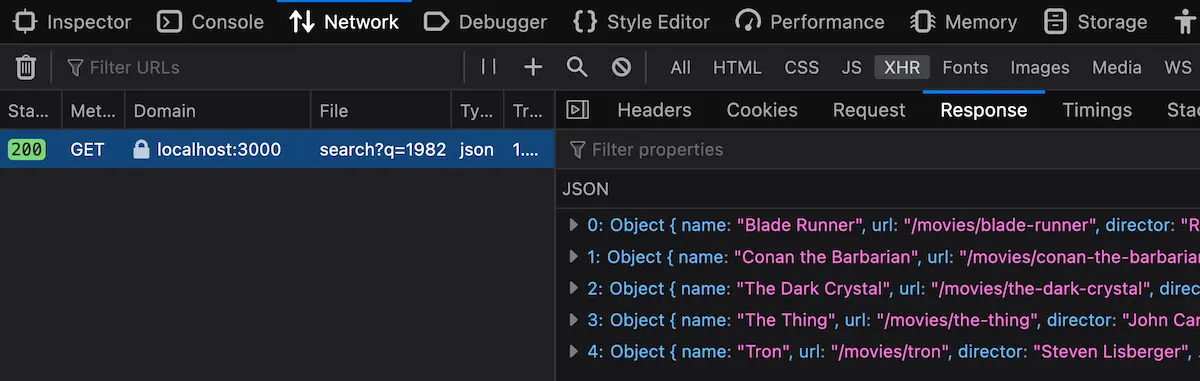 Inspector Console Network Debugger Style Editor Performance Memory Storage
Filter URLs All HTML CSS JS XHR Fonts Images Media WS
Sta... Met... Domain File Ty... Tr... Headers Cookies Request Response Timings Stac
200 GET localhost:3000 search?q=1982 json 1.... Filter properties
JSON
0: Object { name: "Blade Runner", url: "/movies/blade-runner", director: "R
1: Object { name: "Conan the Barbarian", url: "/movies/conan-the-barbarian
2: Object { name: "The Dark Crystal", url: "/movies/the-dark-crystal", direc
3: Object { name: "The Thing", url: "/movies/the-thing", director: "John Car
4: Object { name: "Tron", url: "/movies/tron", director: "Steven Lisberger",